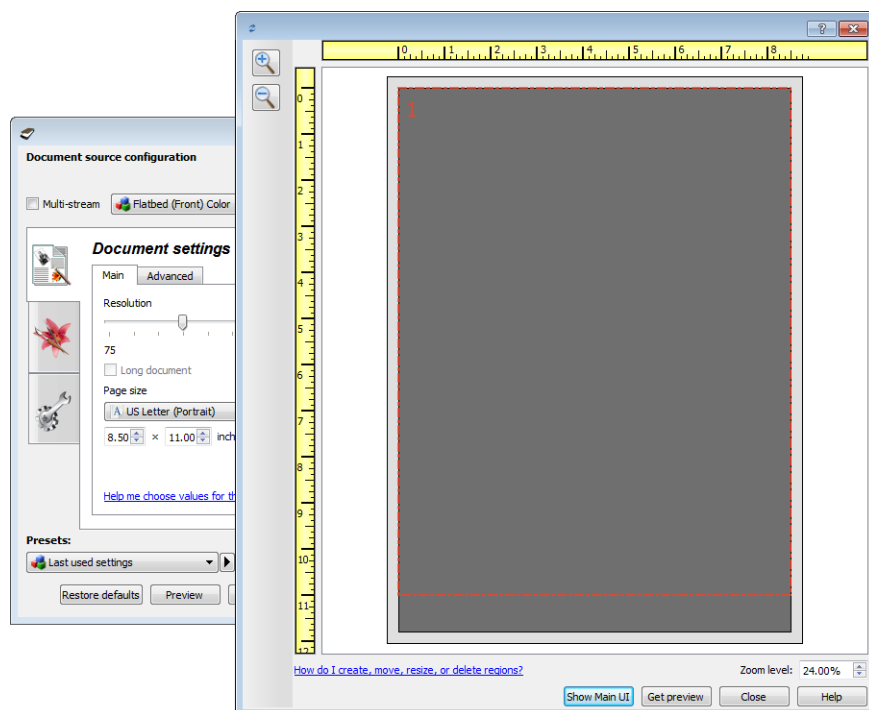 0 1 2 3 4 5 6 7 8
0
1
2
3
4
5
6
7
8
9
10
11
12
1
Document source configuration
Multi-stream
Flatbed (Front) Color
Document settings
Main Advanced
Resolution
75
Long document
Page size
US Letter (Portrait)
8.50 × 11.00 inch
Help me choose values for th
Presets:
Last used settings
Restore defaults Preview
How do I create, move, resize, or delete regions?
Zoom level: 24.00%
Show Main UI Get preview Close Help